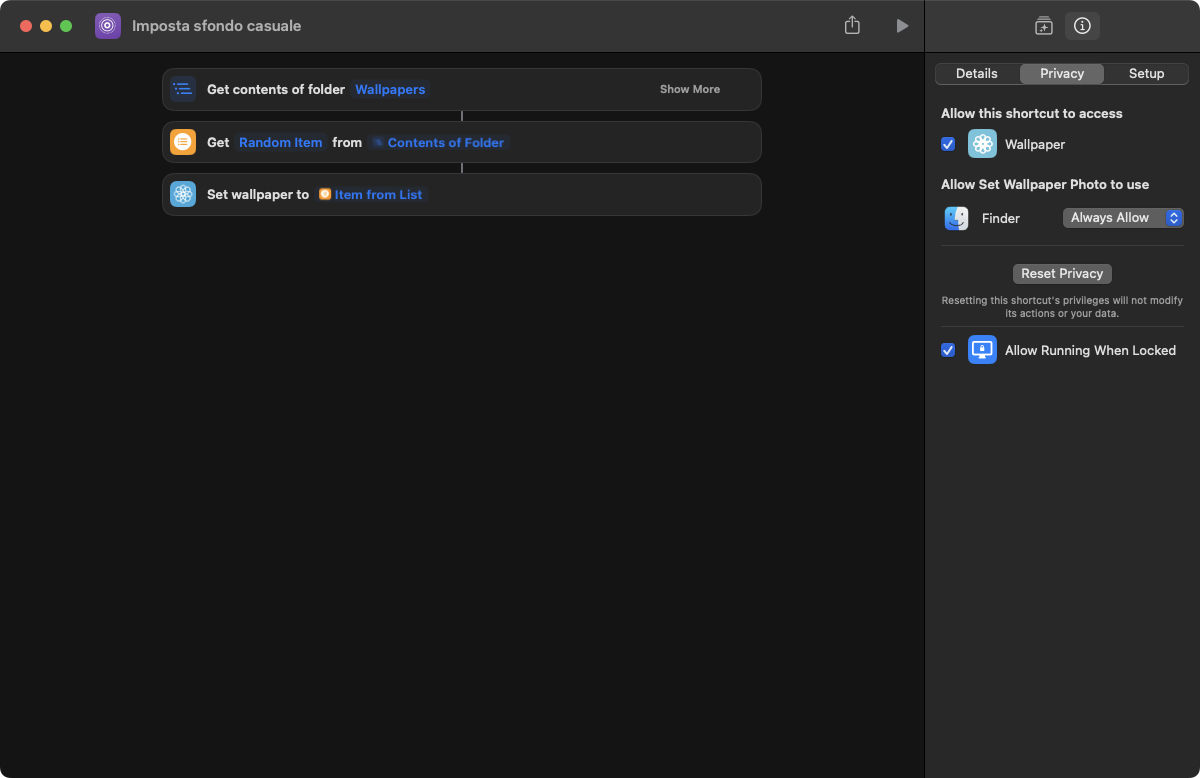 Imposta sfondo casuale
Get contents of folder Wallpapers Show More
Get Random Item from Contents of Folder
Set wallpaper to Item from List
Details Privacy Setup
Allow this shortcut to access
Wallpaper
Allow Set Wallpaper Photo to use
Finder Always Allow
Reset Privacy
Resetting this shortcut's privileges will not modify
its actions or your data.
Allow Running When Locked